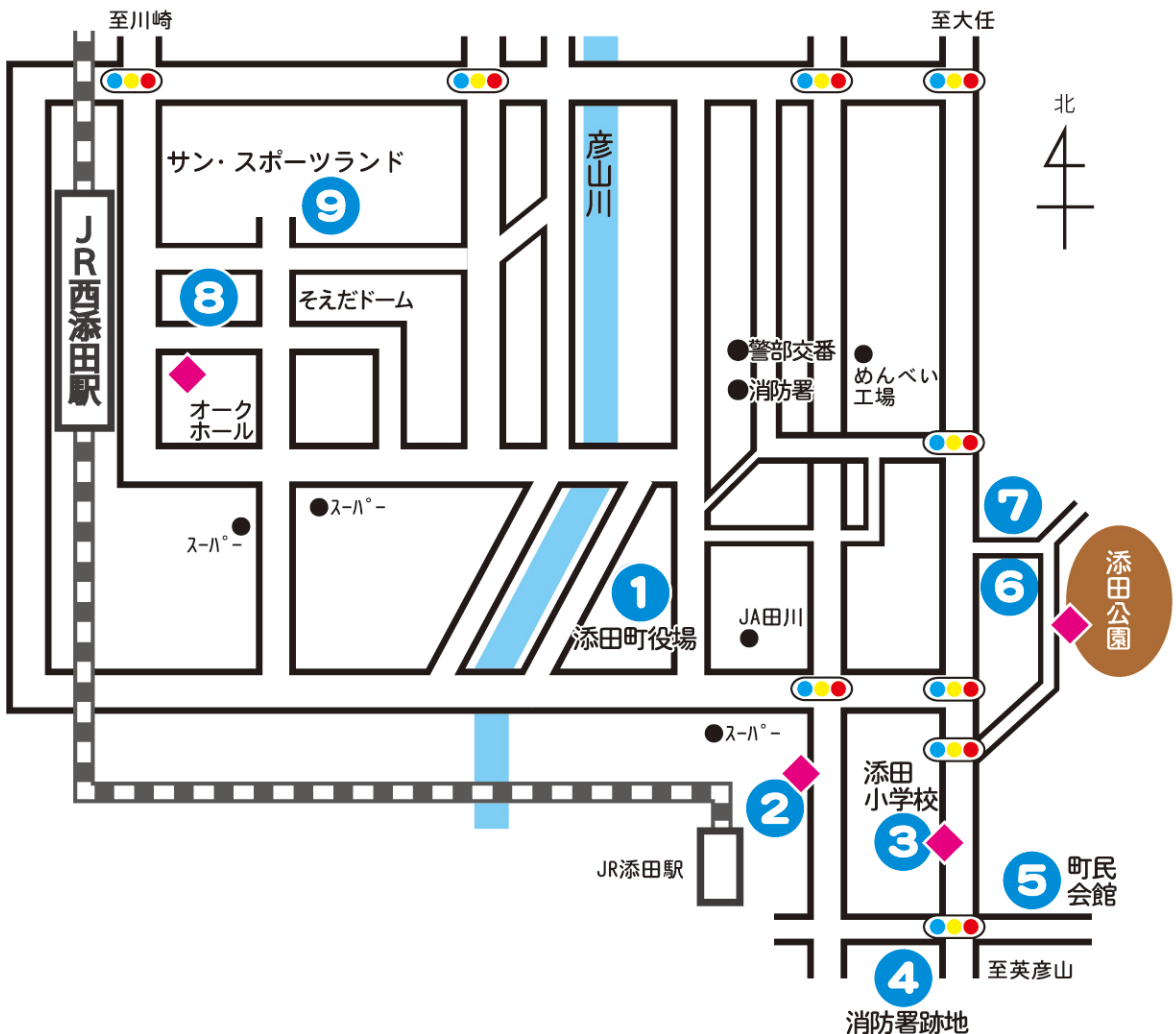 至川崎
至大任
北
サン・スポーツランド
9
彦山川
JR西添田駅
8
そえだドーム
警部交番
消防署
めんべい
工場
オーク
ホール
スーパー
スーパー
7
添田公園
6
1
添田町役場
JA田川
スーパー
2
添田
小学校
3
JR添田駅
5
町民
会館
4
至英彦山
消防署跡地